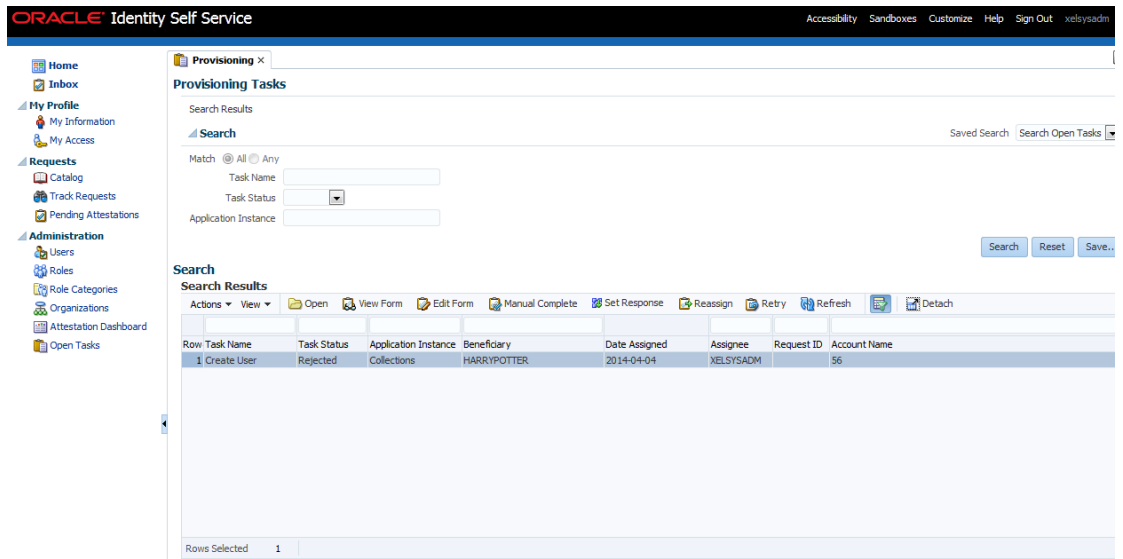 ORACLE Identity Self Service
Accessibility Sandboxes Customize Help Sign Out xelsysadm
Home
Inbox
My Profile
My Information
My Access
Requests
Catalog
Track Requests
Pending Attestations
Administration
Users
Roles
Role Categories
Organizations
Attestation Dashboard
Open Tasks
Provisioning ×
Provisioning Tasks
Search Results
Search
Saved Search Search Open Tasks
Match All Any
Task Name
Task Status
Application Instance
Search Reset Save..
Search
Search Results
Actions View Open View Form Edit Form Manual Complete Set Response Reassign Retry Refresh Detach
Row Task Name Task Status Application Instance Beneficiary Date Assigned Assignee Request ID Account Name
1 Create User Rejected Collections HARRYPOTTER 2014-04-04 XELSYSADM 56
Rows Selected 1